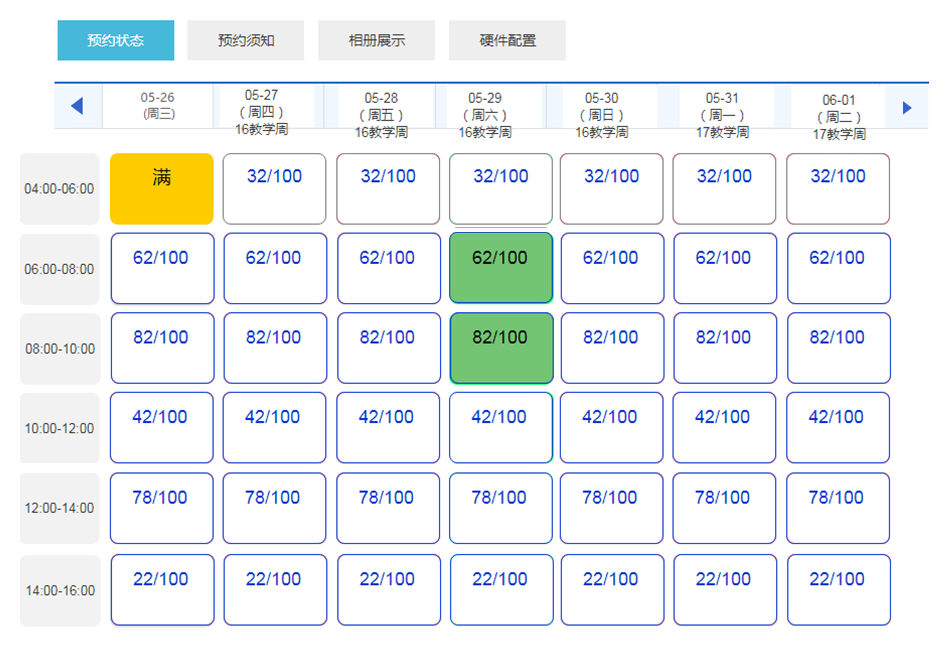 预约状态 预约须知 相册展示 硬件配置
05-26 05-27 05-28 05-29 05-30 05-31 06-01
(周三) （周四） （周五） （周六） （周日） （周一） （周二）
16教学周 16教学周 16教学周 16教学周 17教学周 17教学周
04:00-06:00 满 32/100 32/100 32/100 32/100 32/100 32/100
06:00-08:00 62/100 62/100 62/100 62/100 62/100 62/100 62/100
08:00-10:00 82/100 82/100 82/100 82/100 82/100 82/100 82/100
10:00-12:00 42/100 42/100 42/100 42/100 42/100 42/100 42/100
12:00-14:00 78/100 78/100 78/100 78/100 78/100 78/100 78/100
14:00-16:00 22/100 22/100 22/100 22/100 22/100 22/100 22/100